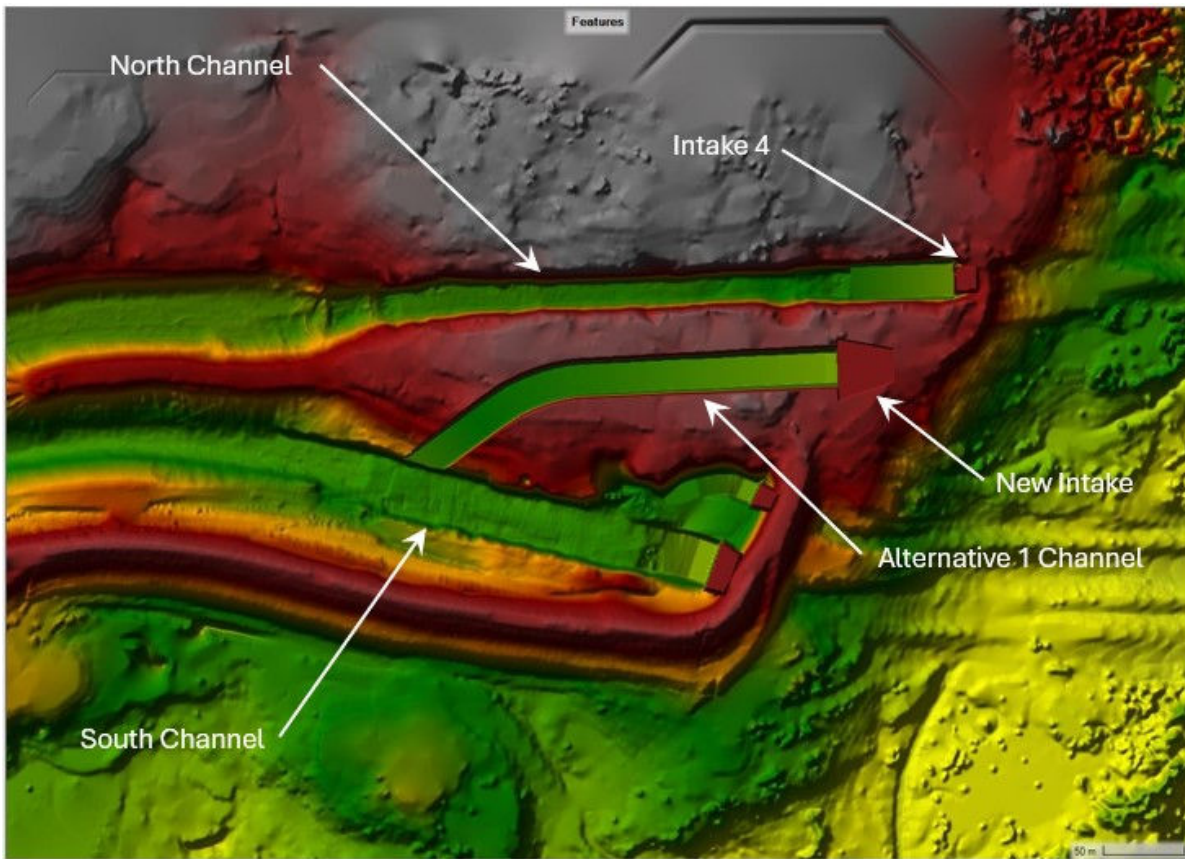 Features
North Channel
Intake 4
New Intake
Alternative 1 Channel
South Channel
50 m